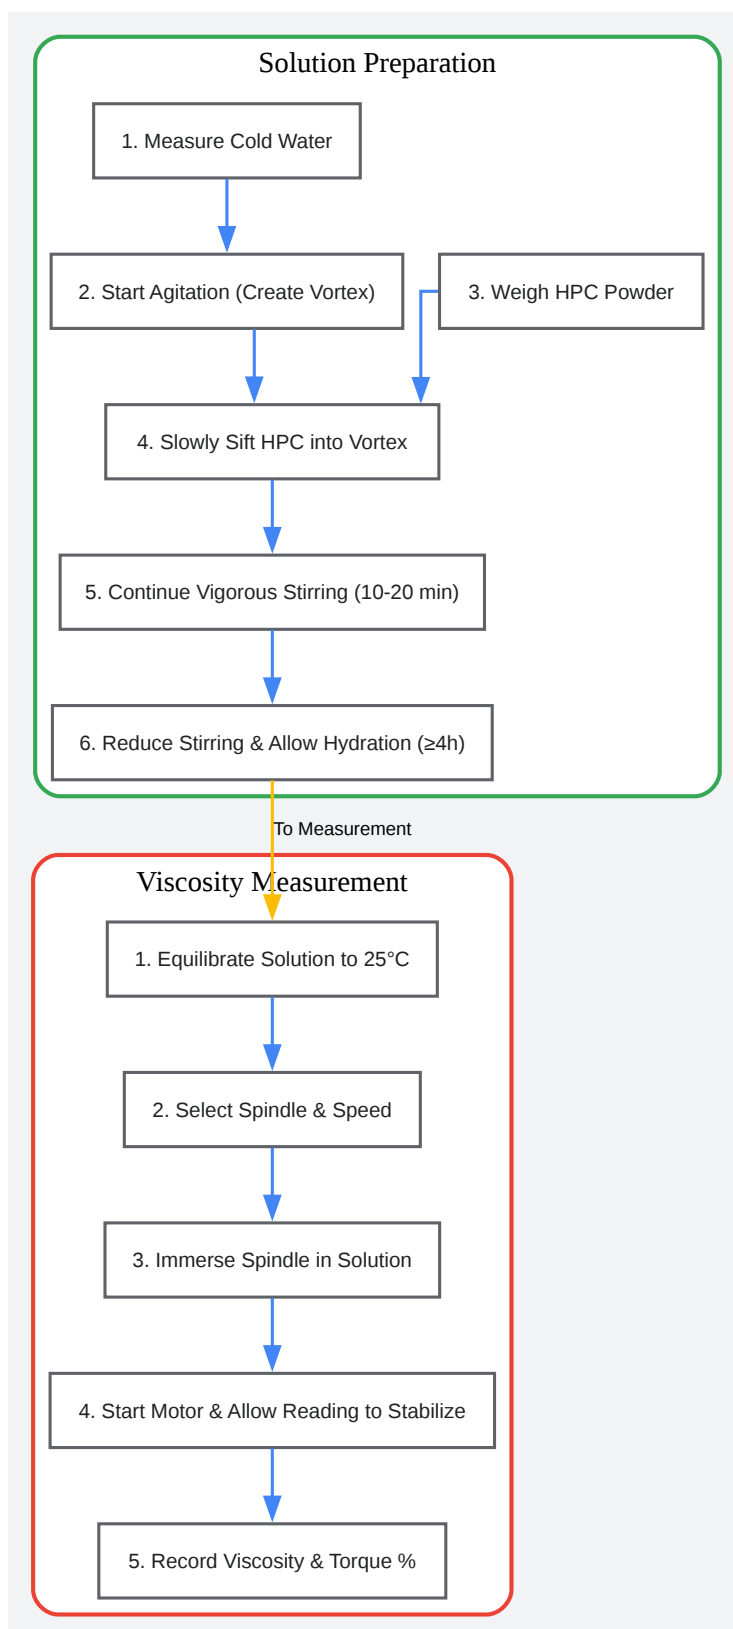 Solution Preparation
1. Measure Cold Water
2. Start Agitation (Create Vortex)
3. Weigh HPC Powder
4. Slowly Sift HPC into Vortex
5. Continue Vigorous Stirring (10-20 min)
6. Reduce Stirring & Allow Hydration (≥4h)
To Measurement
Viscosity Measurement
1. Equilibrate Solution to 25°C
2. Select Spindle & Speed
3. Immerse Spindle in Solution
4. Start Motor & Allow Reading to Stabilize
5. Record Viscosity & Torque %